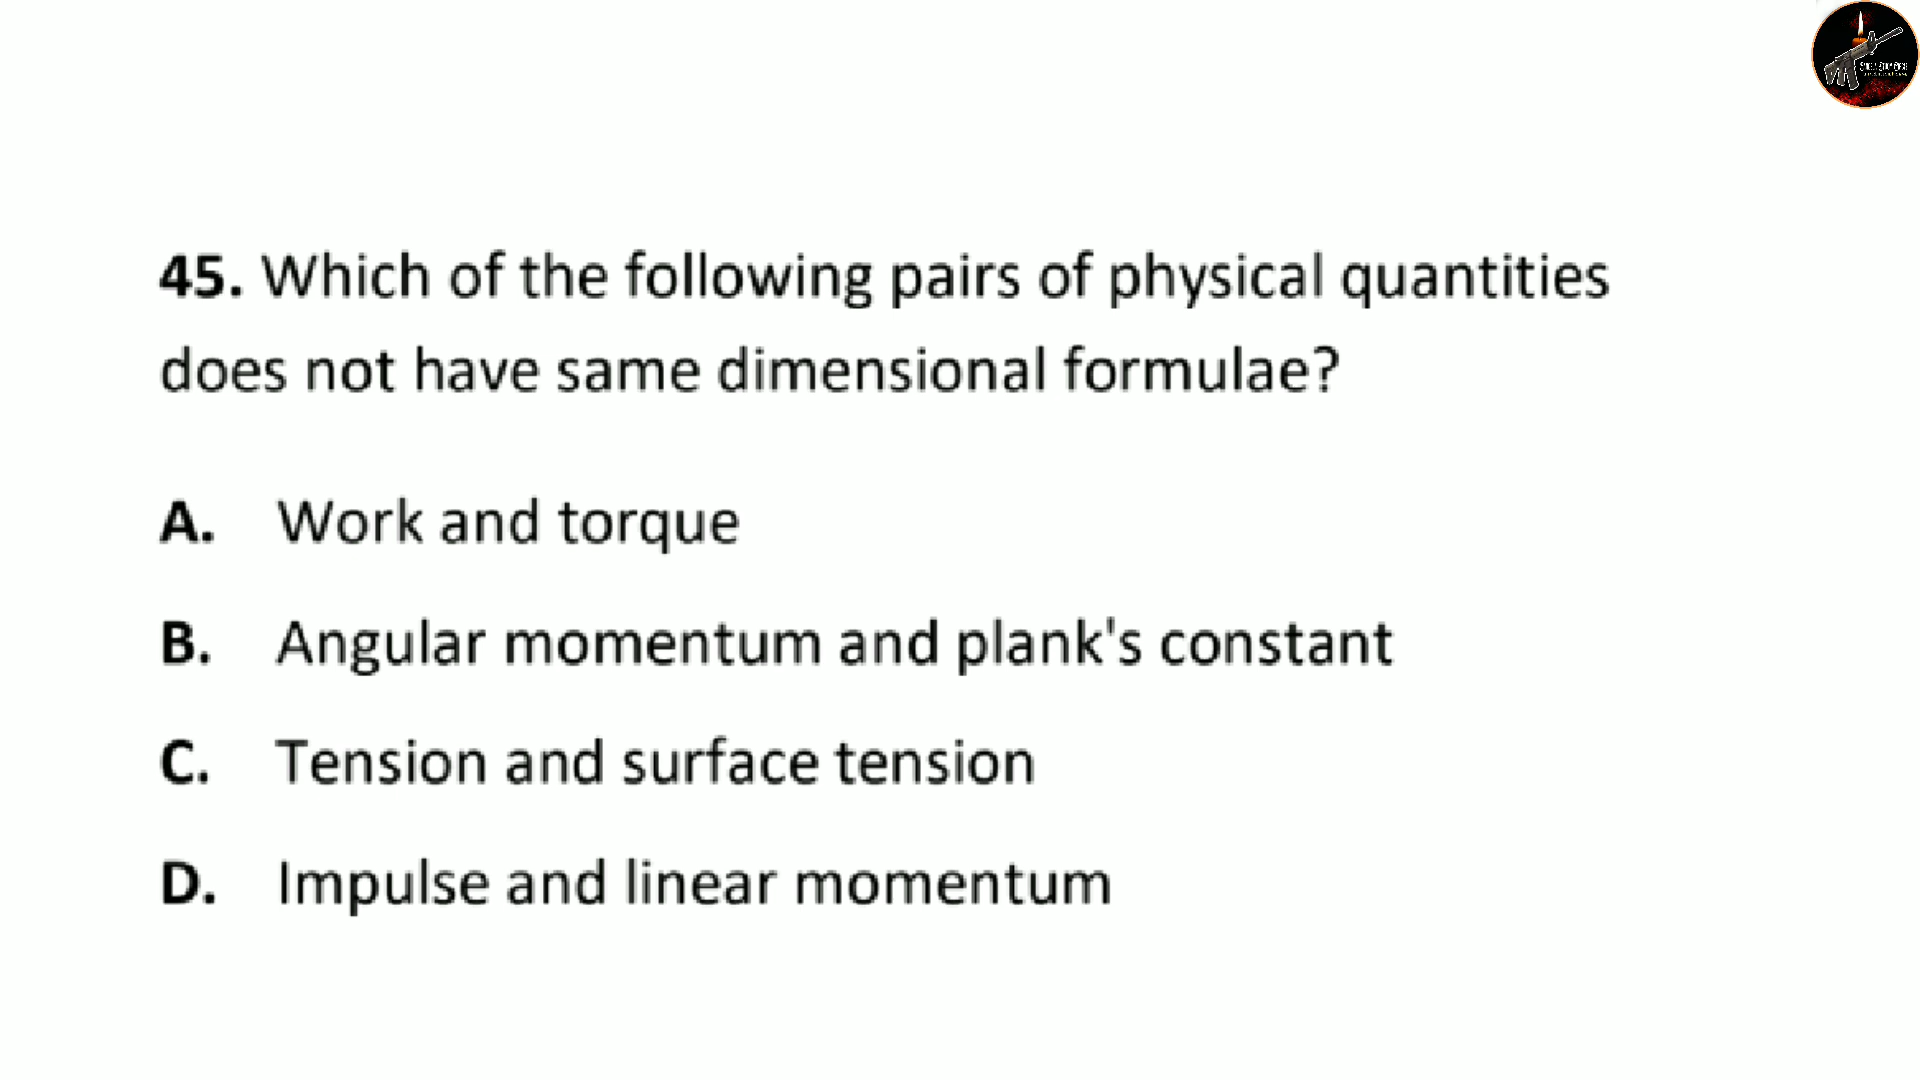 45. Which of the following pairs of physical quantities
does not have same dimensional formulae?
A. Work and torque
B. Angular momentum and plank's constant
C. Tension and surface tension
D. Impulse and linear momentum